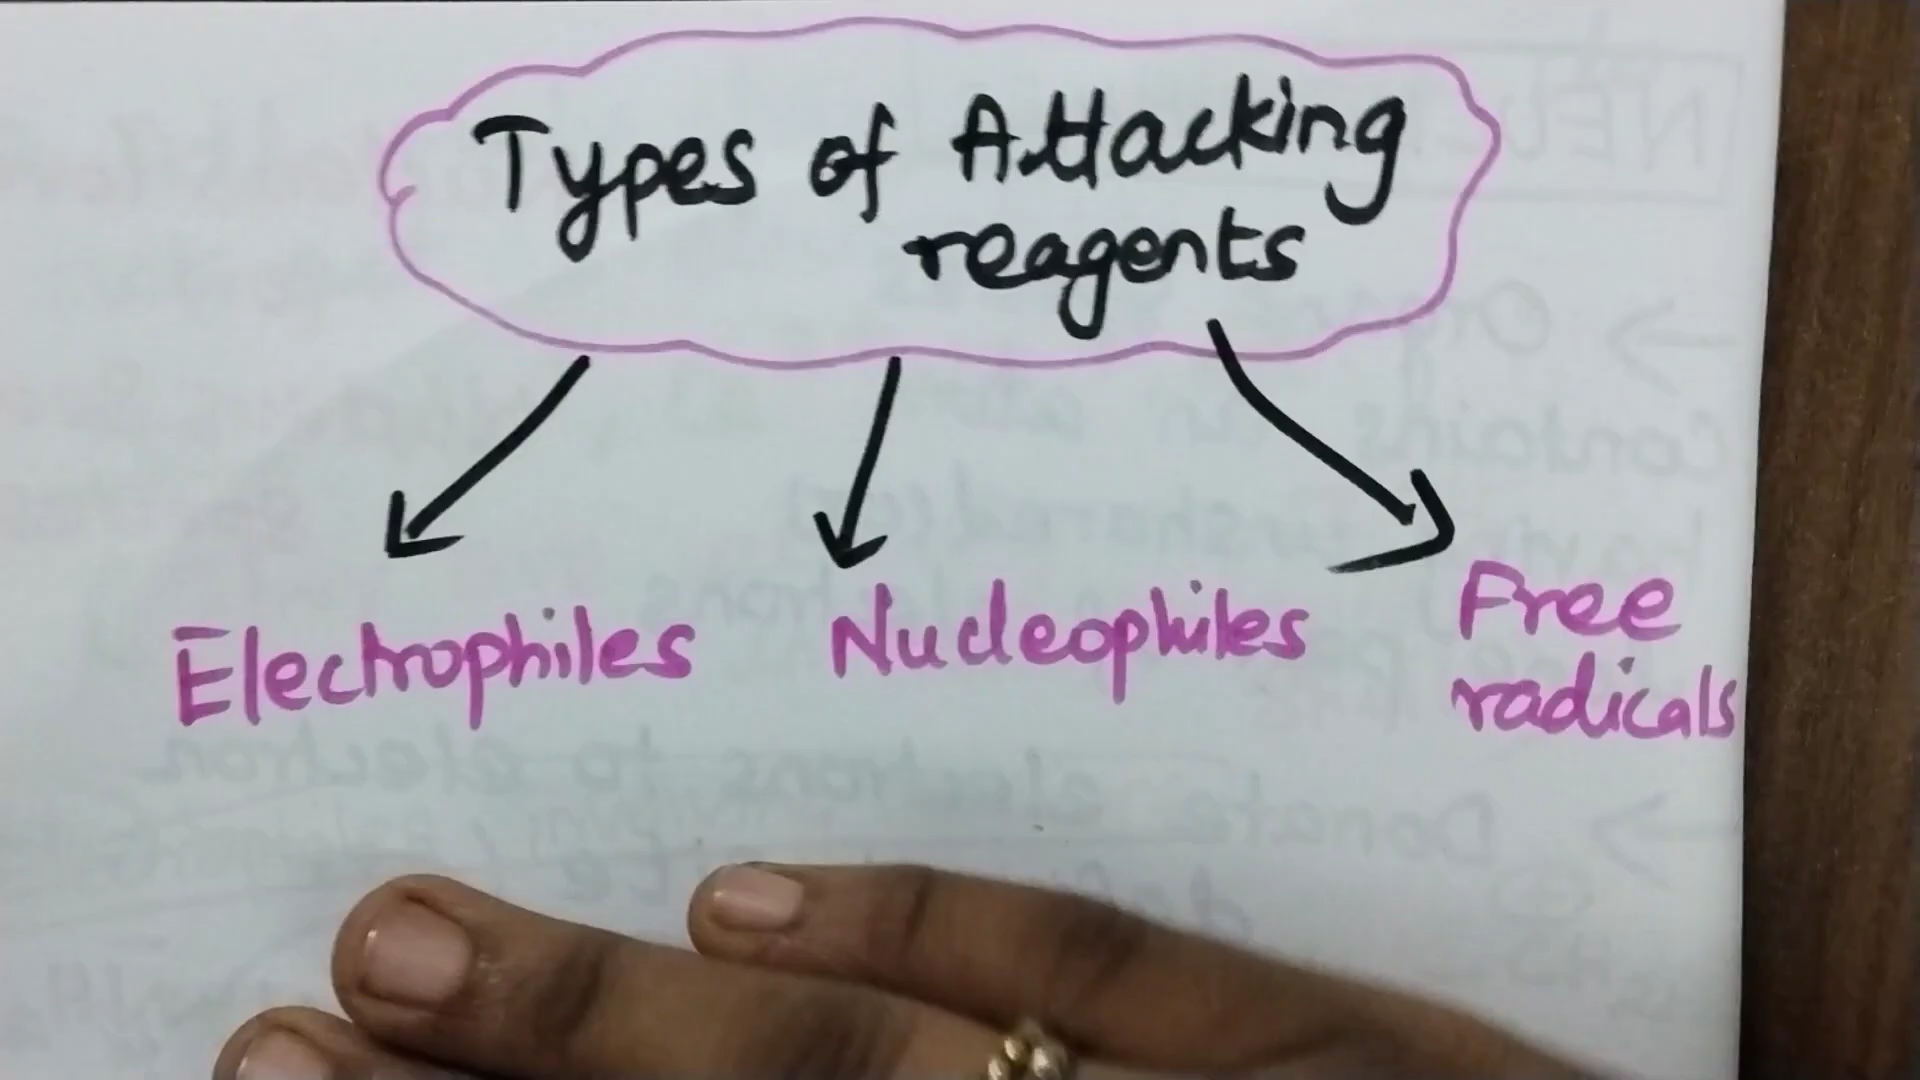 Types of Attacking
reagents
Electrophiles
Nucleophiles
Free
radicals